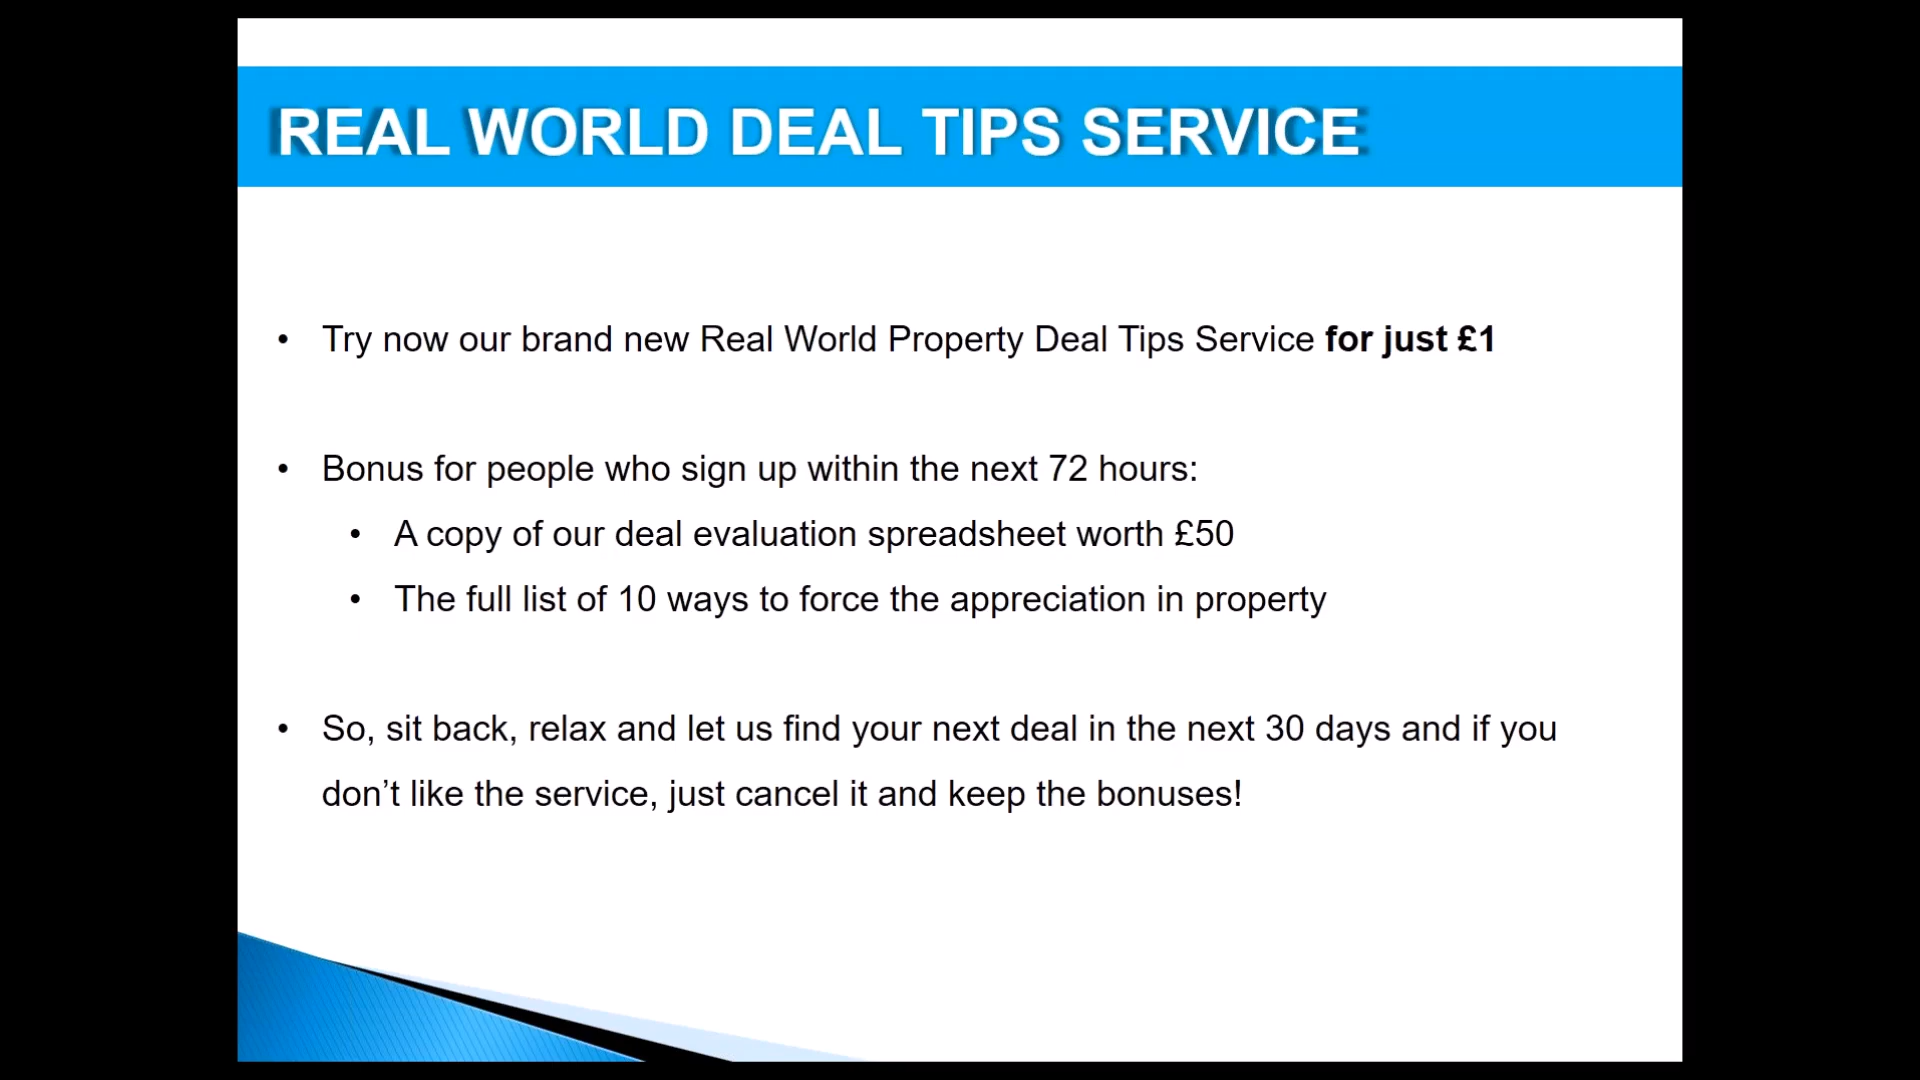 REAL WORLD DEAL TIPS SERVICE
• Try now our brand new Real World Property Deal Tips Service for just £1
• Bonus for people who sign up within the next 72 hours:
• A copy of our deal evaluation spreadsheet worth £50
• The full list of 10 ways to force the appreciation in property
• So, sit back, relax and let us find your next deal in the next 30 days and if you
don’t like the service, just cancel it and keep the bonuses!